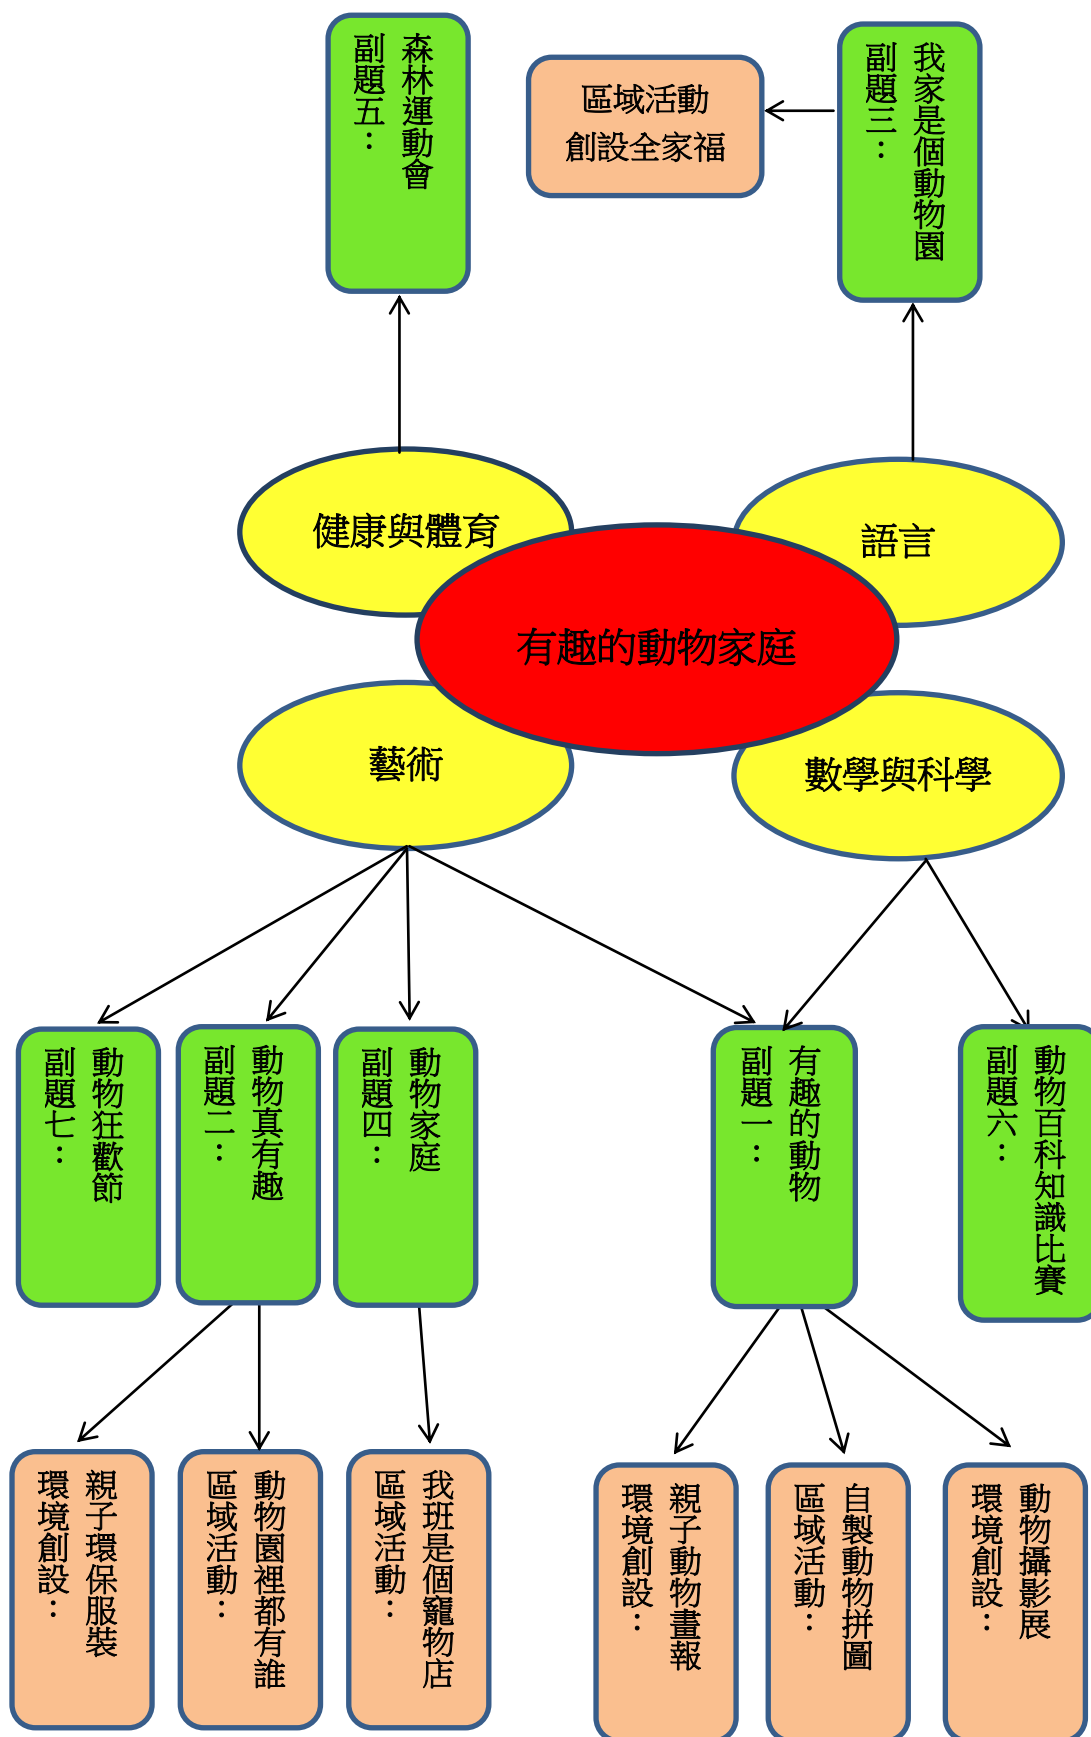 副題五：
森林運動會
區域活動
創設全家福
副題三：
我家是個動物園
健康與體育
語言
有趣的動物家庭
藝術
數學與科學
副題七：
動物狂歡節
副題二：
動物真有趣
副題四：
動物家庭
副題一：
有趣的動物
副題六：
動物百科知識比賽
環境創設：
親子環保服裝
區域活動：
動物園裡都有誰
區域活動：
我班是個寵物店
環境創設：
親子動物畫報
區域活動：
自製動物拼圖
環境創設：
動物攝影展